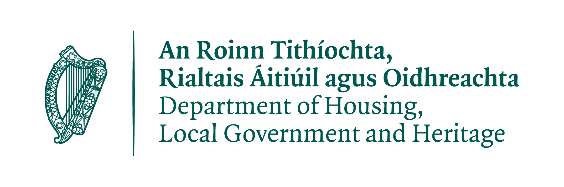 An Roinn Tithíochta,
Rialtais Áitiúil agus Oidhreachta
Department of Housing,
Local Government and Heritage